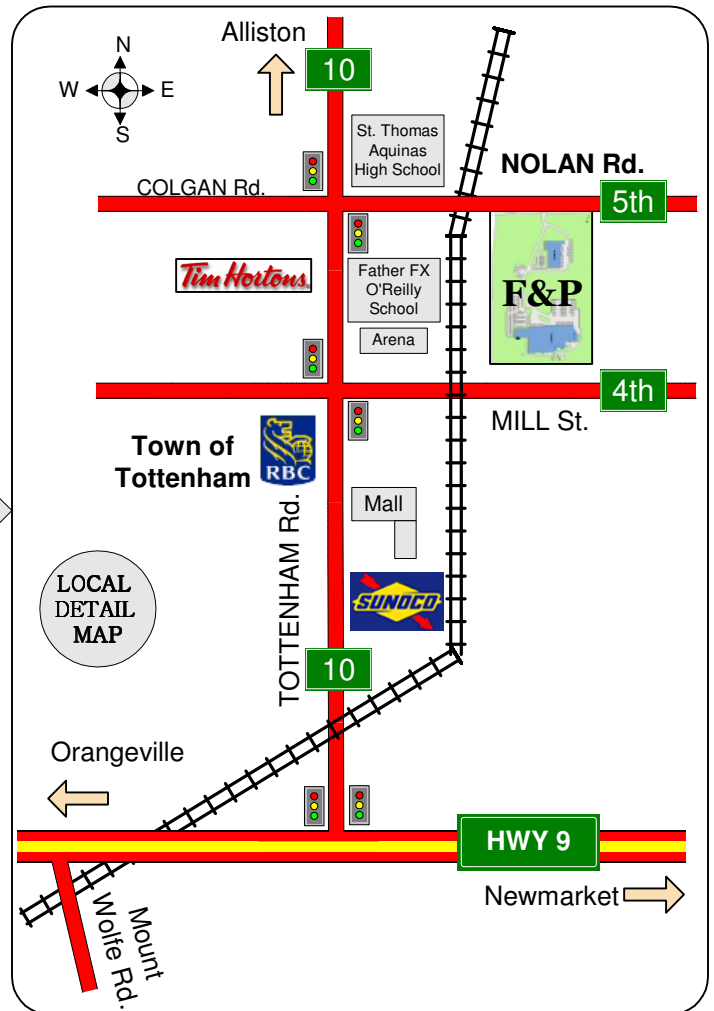 Alliston
10
N
W
E
S
St. Thomas
Aquinas
High School
NOLAN Rd.
COLGAN Rd.
5th
Tim Hortons.
Father FX
O'Reilly
School
F&P
Arena
4th
MILL St.
Town of
Tottenham
RBC
Mall
TOTTENHAM Rd.
LOCAL
DETAIL
MAP
SUNOCO
10
Orangeville
HWY 9
Newmarket
Mount
Wolfe Rd.